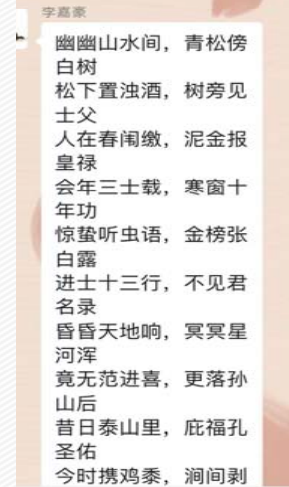 字嘉豪
幽幽山水间，青松傍
白树
松下置浊酒，树旁见
士父
人在春闱缴，泥金报
皇禄
会年三士载，寒窗十
年功
惊蛰听虫语，金榜张
白露
进士十三行，不见君
名录
昏昏天地响，冥冥星
河浑
竟无范进喜，更落孙
山后
昔日泰山里，庇福孔
圣佑
今时携鸡黍，涧间剥